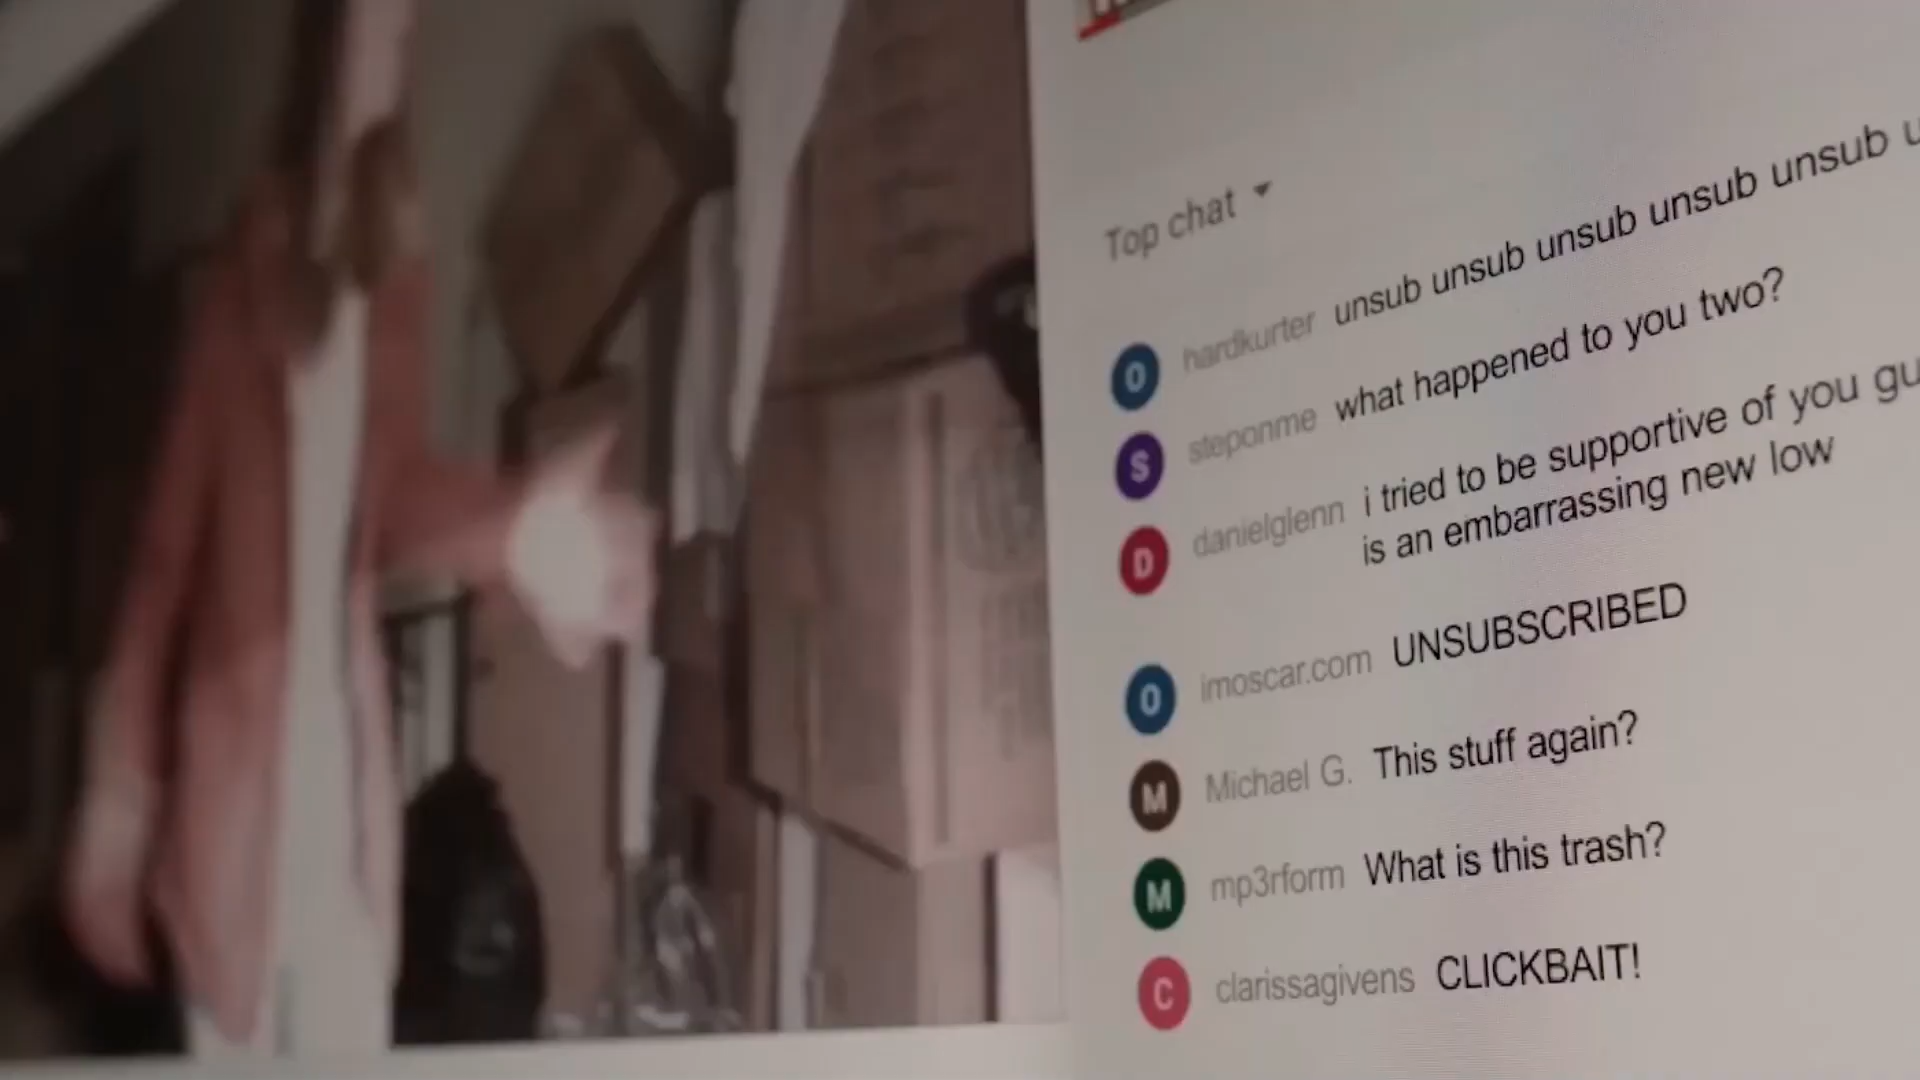 Top chat
O hardkurter unsub unsub unsub unsub unsub
S steponme what happened to you two?
D danielglenn i tried to be supportive of you
is an embarrassing new low
O imoscar.com UNSUBSCRIBED
M Michael G. This stuff again?
M mp3rform What is this trash?
C clarissagivens CLICKBAIT!